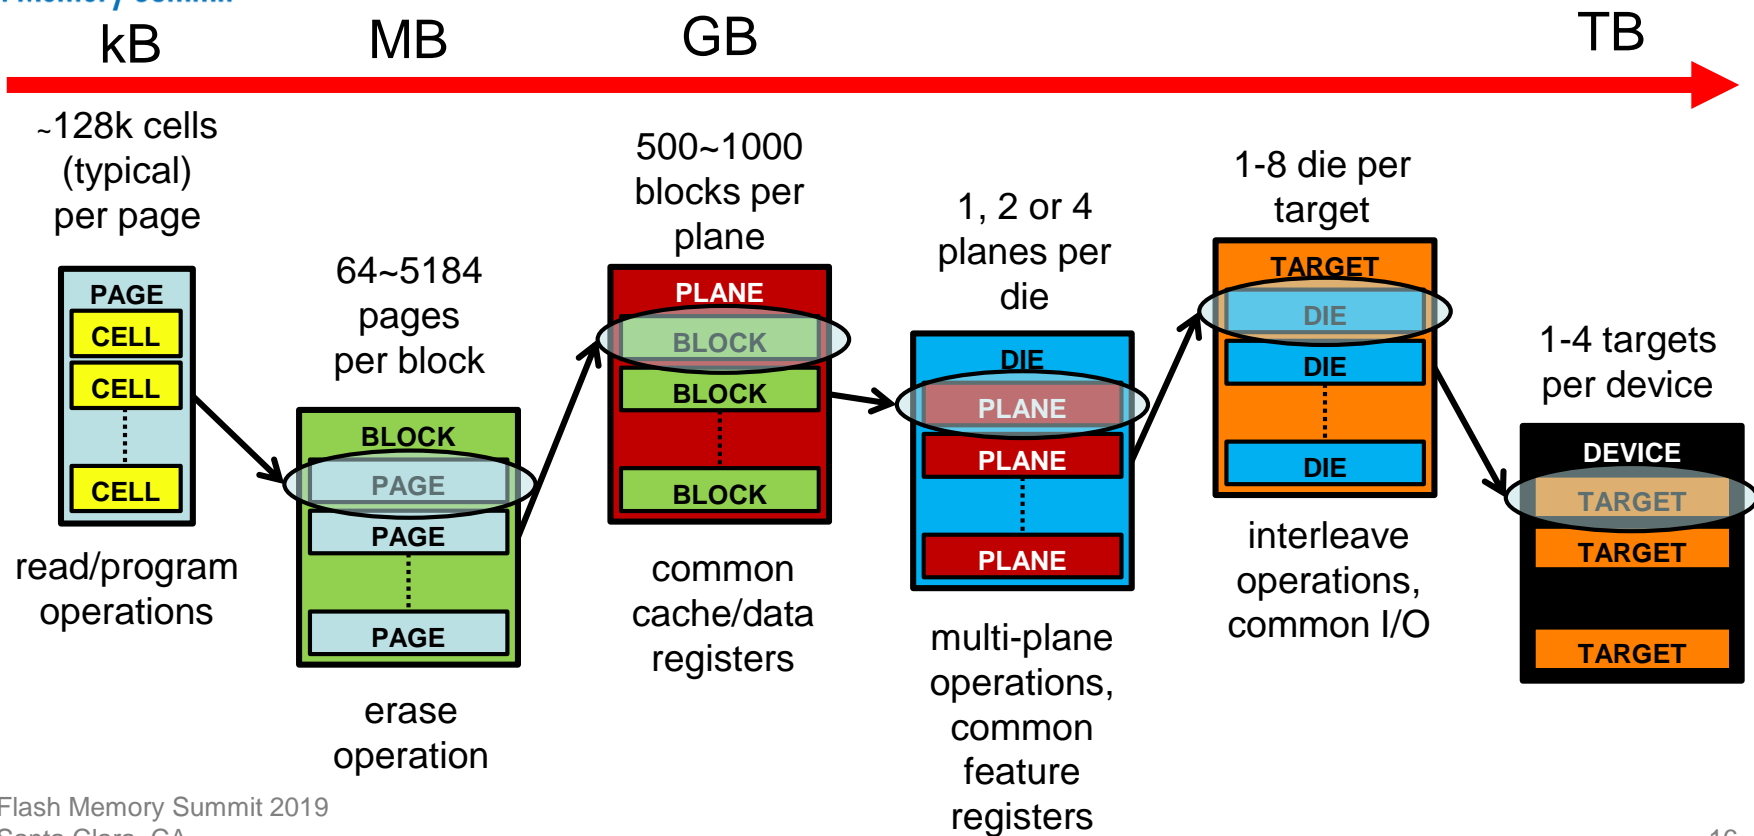 kB
MB
GB
TB
~128k cells
(typical)
per page
PAGE
CELL
CELL
CELL
read/program
operations
64~5184
pages
per block
BLOCK
PAGE
PAGE
PAGE
erase
operation
500~1000
blocks per
plane
PLANE
BLOCK
BLOCK
BLOCK
common
cache/data
registers
1, 2 or 4
planes per
die
DIE
PLANE
PLANE
PLANE
multi-plane
operations,
common
feature
registers
1-8 die per
target
TARGET
DIE
DIE
DIE
interleave
operations,
common I/O
1-4 targets
per device
DEVICE
TARGET
TARGET
TARGET
Flash Memory Summit 2019
Santa Clara, CA
16